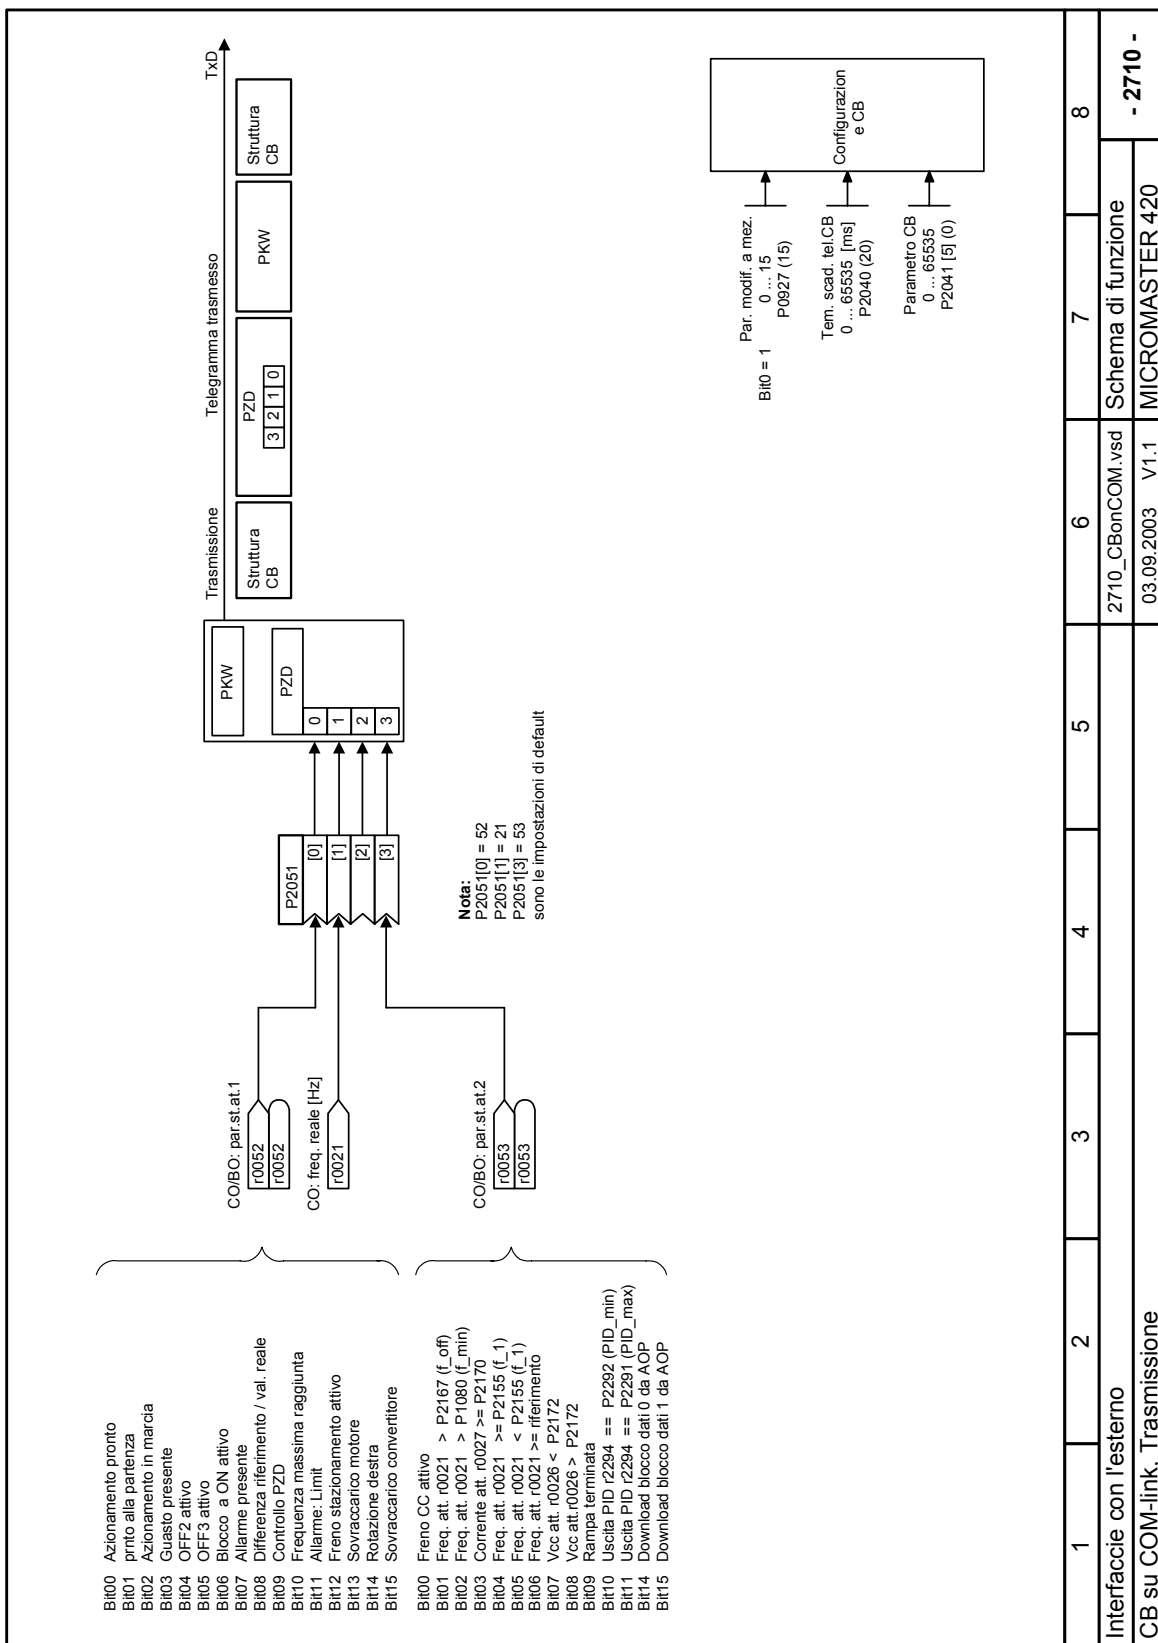 Bit00 Azionamento pronto
Bit01 prnto alla partenza
Bit02 Azionamento in marcia
Bit03 Guasto presente
Bit04 OFF2 attivo
Bit05 OFF3 attivo
Bit06 Blocco a ON attivo
Bit07 Allarme presente
Bit08 Differenza riferimento / val. reale
Bit09 Controllo PZD
Bit10 Frequenza massima raggiunta
Bit11 Allarme: Limit
Bit12 Freno stazionamento attivo
Bit13 Sovraccarico motore
Bit14 Rotazione destra
Bit15 Sovraccarico convertitore
Bit00 Freno CC attivo
Bit01 Freq. att. r0021 > P2167 (f_off)
Bit02 Freq. att. r0021 > P1080 (f_min)
Bit03 Corrente att. r0027 >= P2170
Bit04 Freq. att. r0021 >= P2155 (f_1)
Bit05 Freq. att. r0021 < P2155 (f_1)
Bit06 Freq. att. r0021 >= riferimento
Bit07 Vcc att. r0026 < P2172
Bit08 Vcc att.r0026 > P2172
Bit09 Rampa terminata
Bit10 Uscita PID r2294 == P2292 (PID_min)
Bit11 Uscita PID r2294 == P2291 (PID_max)
Bit14 Download blocco dati 0 da AOP
Bit15 Download blocco dati 1 da AOP
CO/BO: par.st.at.1
r0052
r0052
CO: freq. reale [Hz]
r0021
CO/BO: par.st.at.2
r0053
r0053
P2051
[0]
[1]
[2]
[3]
Nota:
P2051[0] = 52
P2051[1] = 21
P2051[3] = 53
sono le impostazioni di default
PKW
PZD
0
1
2
3
Trasmissione
Telegramma trasmesso
TxD
Struttura
CB
PZD
3 2 1 0
PKW
Struttura
CB
Par. modif. a mez.
Bit0 = 1
0 ... 15
P0927 (15)
Tem. scad. tel.CB
0 ... 65535 [ms]
P2040 (20)
Parametro CB
0 ... 65535
P2041 [5] (0)
Configurazion
e CB
1 2 3 4 5 6 7 8
Interfaccie con l'esterno
2710_CBonCOM.vsd
Schema di funzione
- 2710 -
CB su COM-link, Trasmissione
03.09.2003 V1.1
MICROMASTER 420